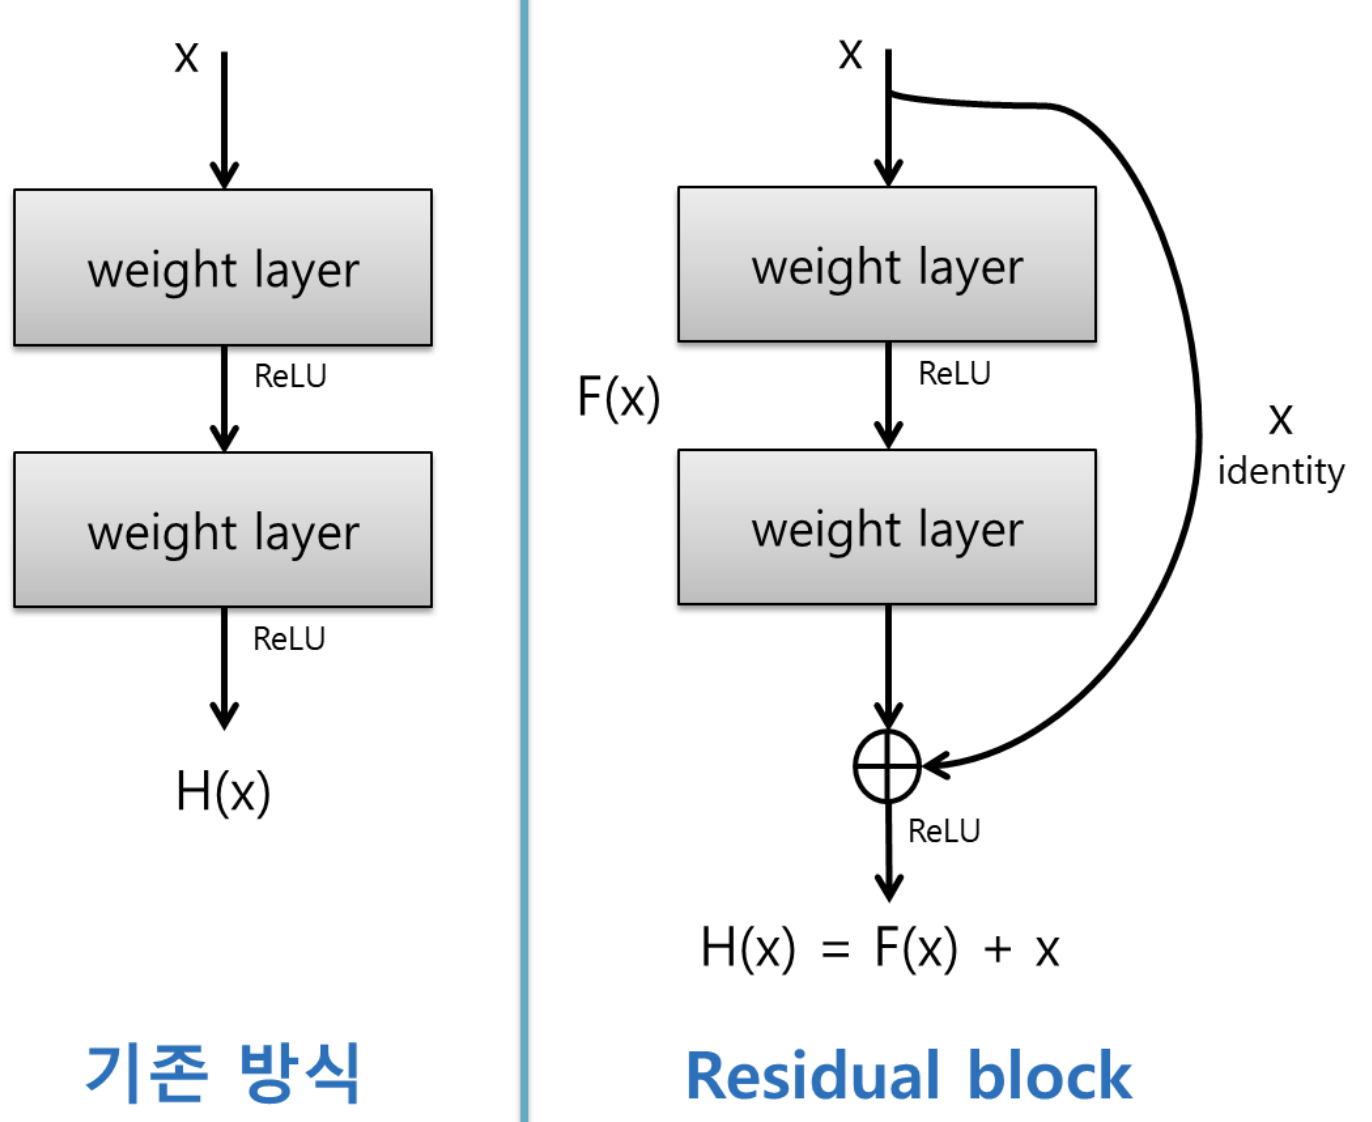 x
weight layer
ReLU
weight layer
ReLU
H(x)
기존 방식
x
weight layer
ReLU
F(x)
x
identity
weight layer
ReLU
H(x) = F(x) + x
Residual block